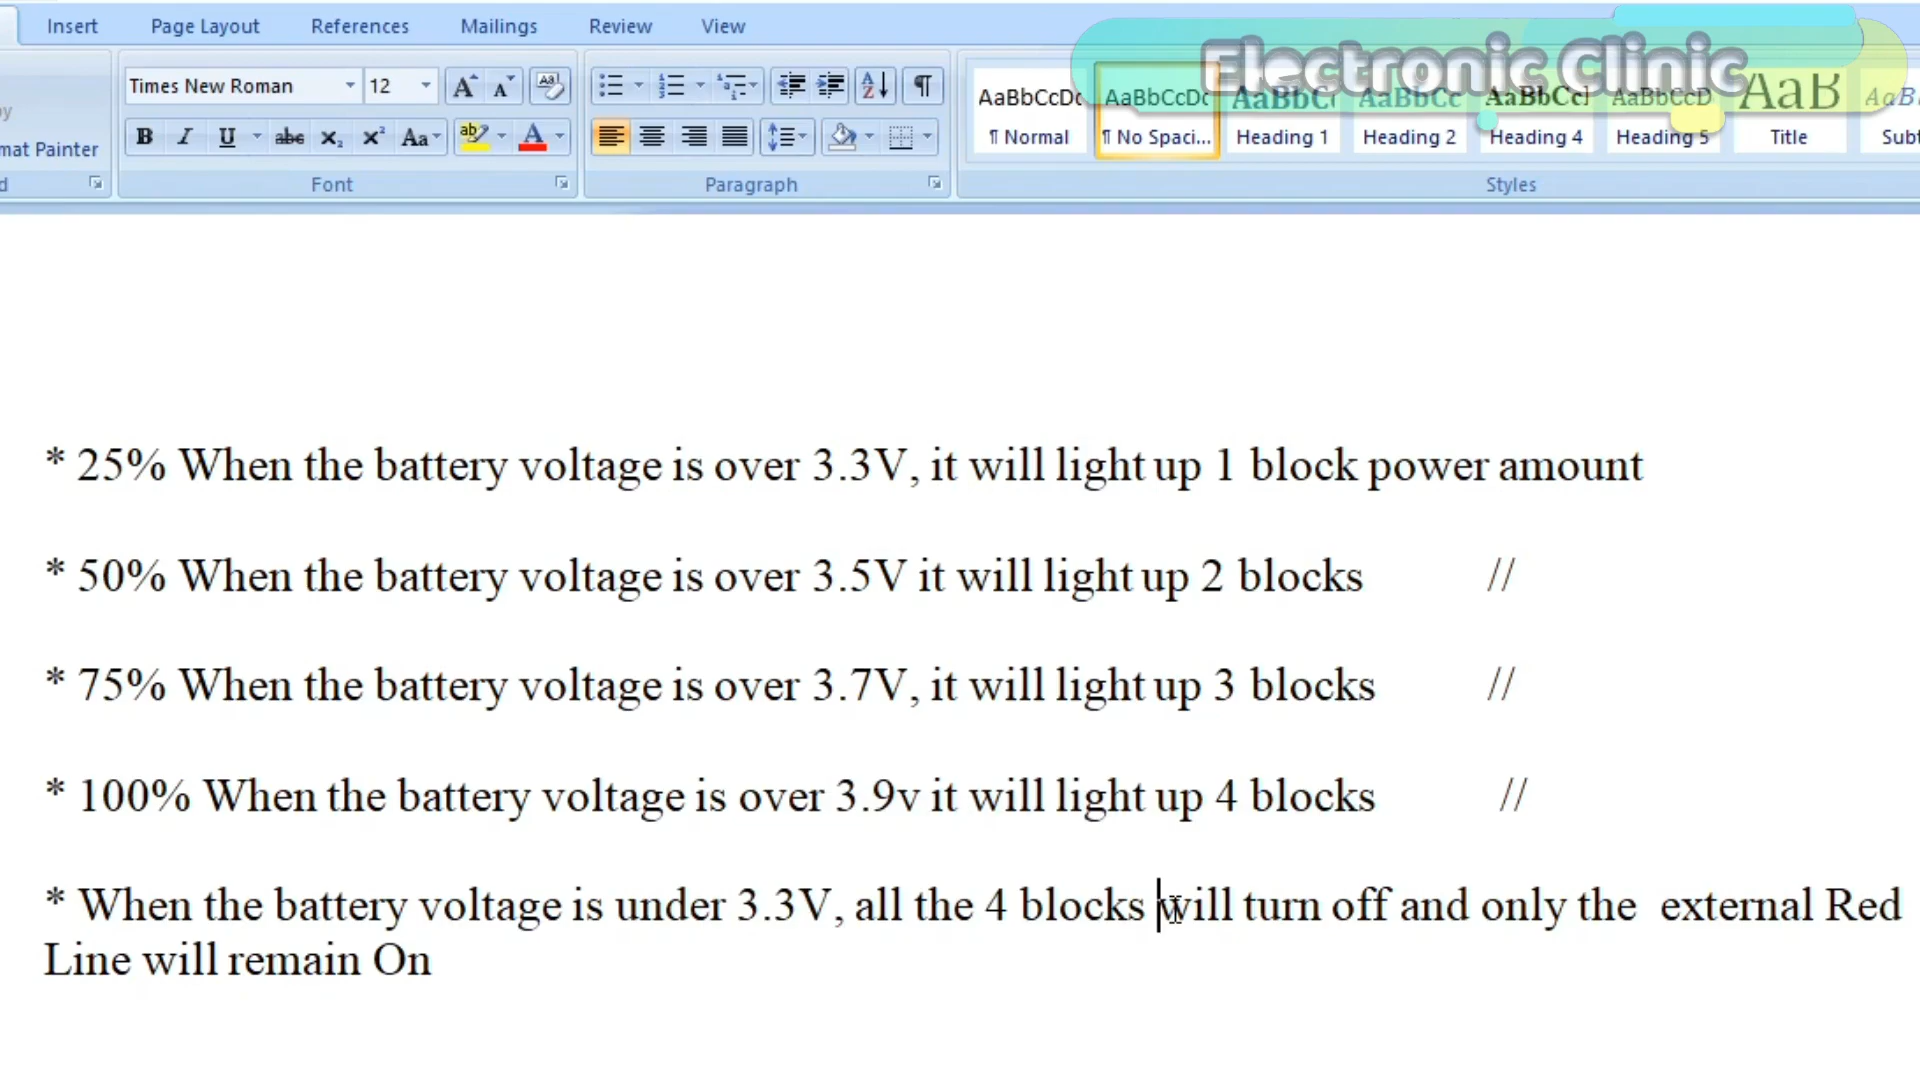 Insert Page Layout References Mailings Review View
Electronic Clinic
Times New Roman 12
AaBbCcDc AaBbCcDc AaBbCc AaBbCc AaBbCcI AaBbCcD AaB AaB
B I U abc Aa ab A
mat Painter
¶ Normal ¶ No Spaci... Heading 1 Heading 2 Heading 4 Heading 5 Title Subt
Font Paragraph Styles
* 25% When the battery voltage is over 3.3V, it will light up 1 block power amount
* 50% When the battery voltage is over 3.5V it will light up 2 blocks //
* 75% When the battery voltage is over 3.7V, it will light up 3 blocks //
* 100% When the battery voltage is over 3.9v it will light up 4 blocks //
* When the battery voltage is under 3.3V, all the 4 blocks will turn off and only the external Red
Line will remain On